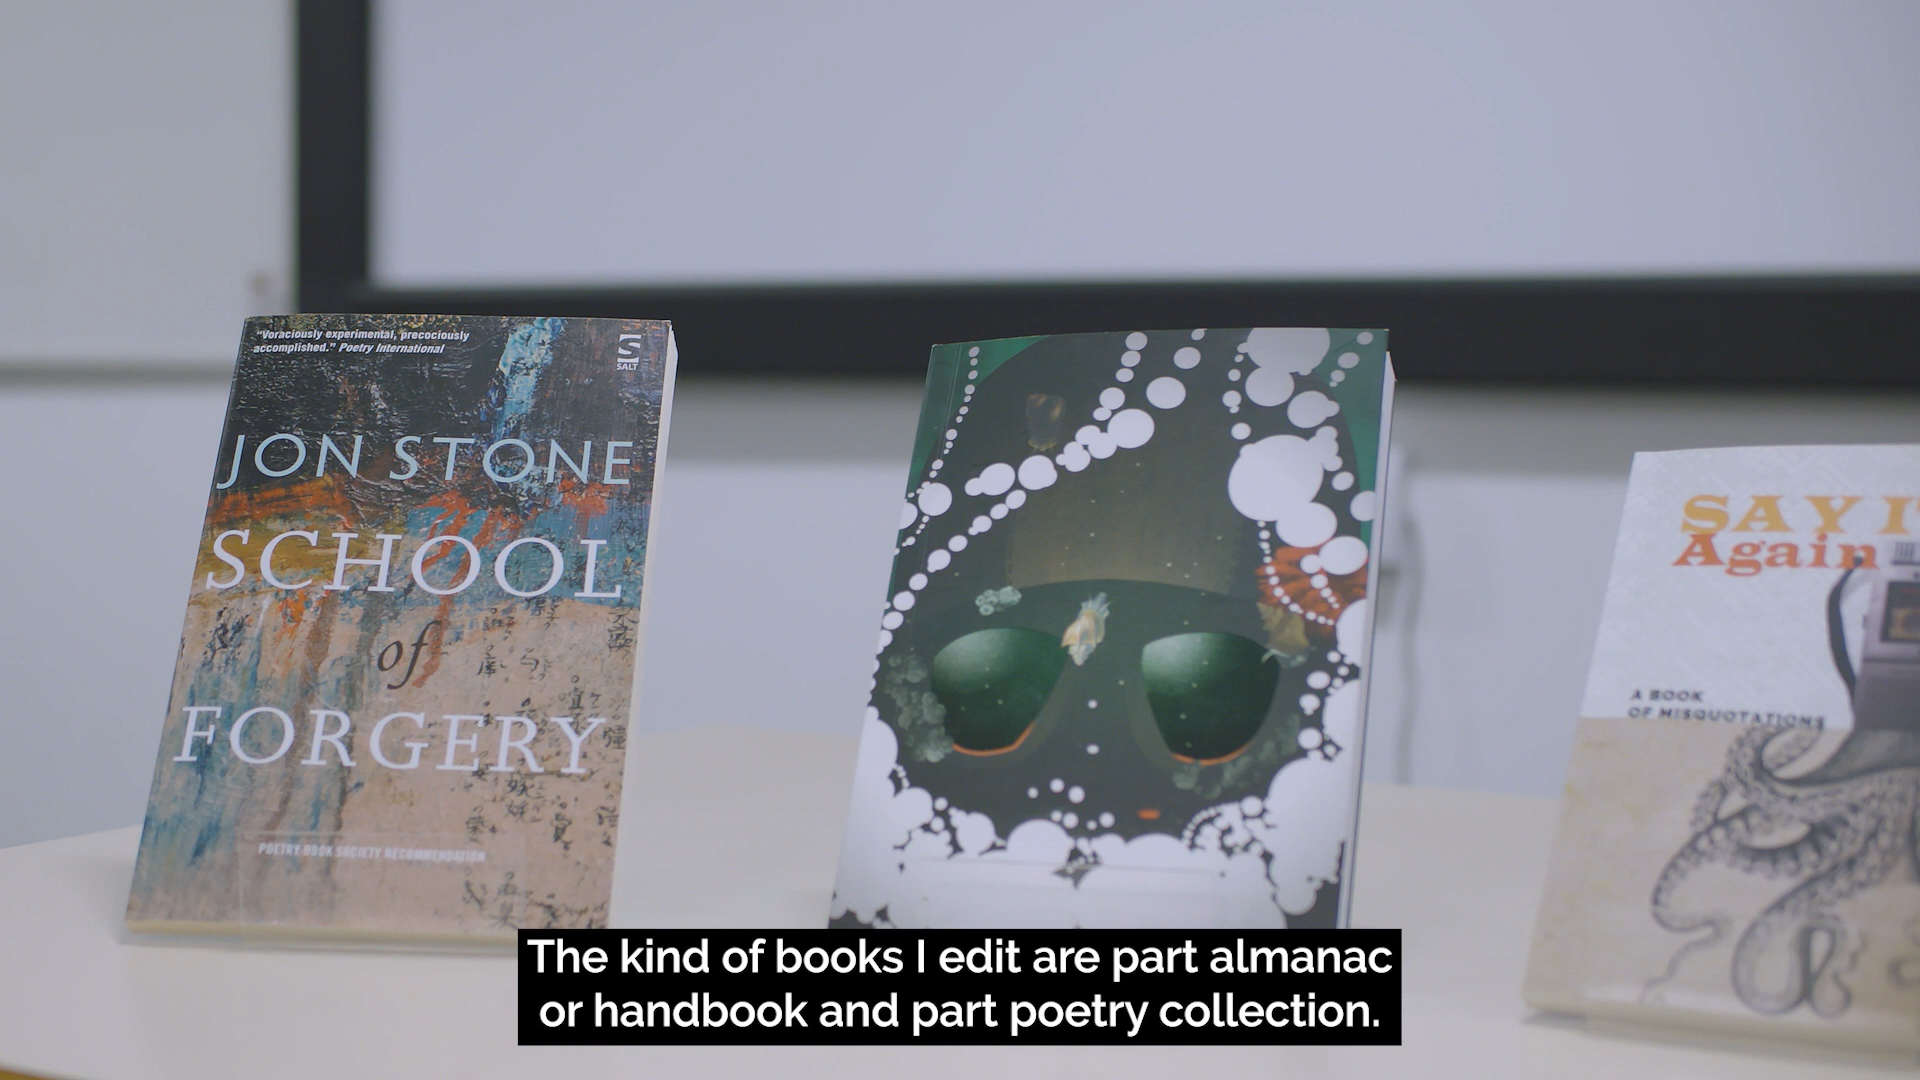 "Voraciously experimental, precociously
accomplished." Poetry International
SALT
JON STONE
SCHOOL
of
FORGERY
POETRY BOOK SOCIETY RECOMMENDATION
SAY
Again
A BOOK
OF MISQUOTATIONS
The kind of books I edit are part almanac
or handbook and part poetry collection.